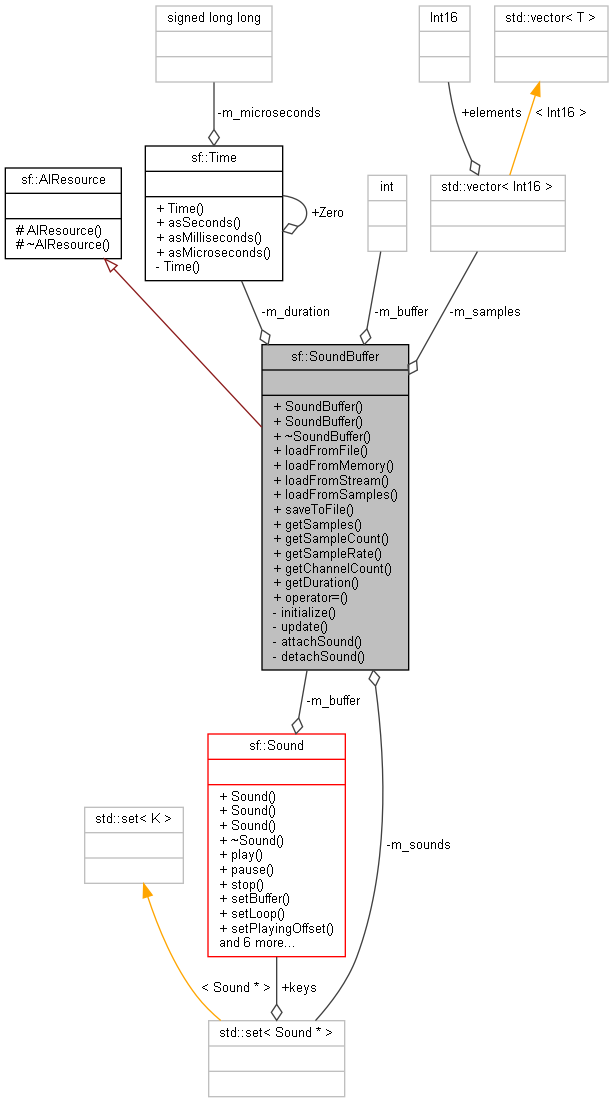 signed long long
Int16
std::vector< T >
-m_microseconds
+elements
< Int16 >
sf::Time
+ Time()
+ asSeconds()
+ asMilliseconds()
+ asMicroseconds()
- Time()
+Zero
sf::AlResource
# AlResource()
# ~AlResource()
int
std::vector< Int16 >
-m_duration
-m_buffer
-m_samples
sf::SoundBuffer
+ SoundBuffer()
+ SoundBuffer()
+ ~SoundBuffer()
+ loadFromFile()
+ loadFromMemory()
+ loadFromStream()
+ loadFromSamples()
+ saveToFile()
+ getSamples()
+ getSampleCount()
+ getSampleRate()
+ getChannelCount()
+ getDuration()
+ operator=()
- initialize()
- update()
- attachSound()
- detachSound()
-m_buffer
sf::Sound
+ Sound()
+ Sound()
+ Sound()
+ ~Sound()
+ play()
+ pause()
+ stop()
+ setBuffer()
+ setLoop()
+ setPlayingOffset()
and 6 more...
std::set< K >
-m_sounds
< Sound * >
+keys
std::set< Sound * >